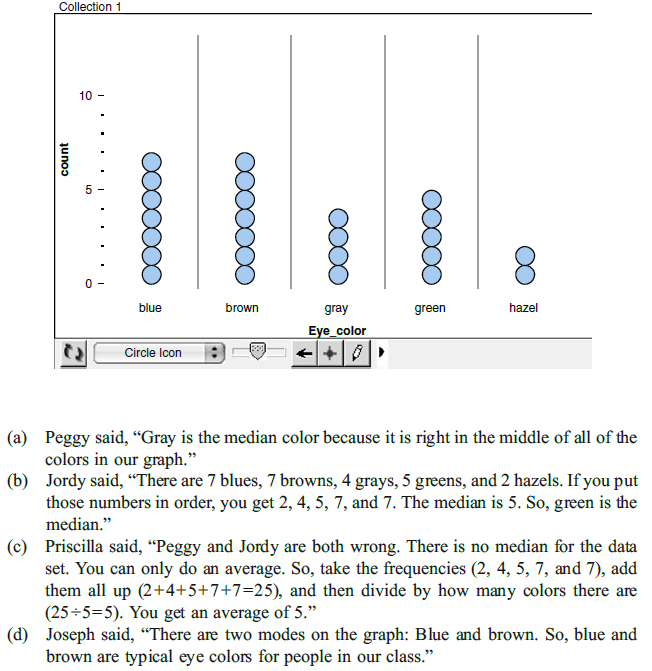 Collection 1
10
count
5
0
blue brown gray green hazel
Eye_color
Circle Icon
(a) Peggy said, “Gray is the median color because it is right in the middle of all of the
colors in our graph.”
(b) Jordy said, “There are 7 blues, 7 browns, 4 grays, 5 greens, and 2 hazels. If you put
those numbers in order, you get 2, 4, 5, 7, and 7. The median is 5. So, green is the
median.”
(c) Priscilla said, “Peggy and Jordy are both wrong. There is no median for the data
set. You can only do an average. So, take the frequencies (2, 4, 5, 7, and 7), add
them all up (2+4+5+7+7=25), and then divide by how many colors there are
(25÷5=5). You get an average of 5.”
(d) Joseph said, “There are two modes on the graph: Blue and brown. So, blue and
brown are typical eye colors for people in our class.”